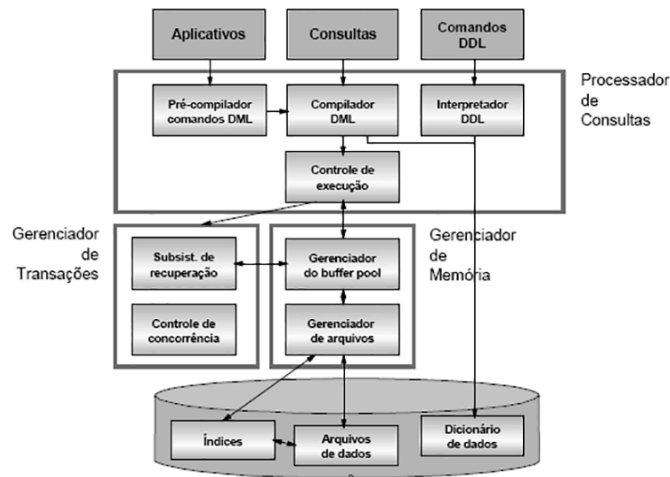 Aplicativos
Consultas
Comandos
DDL
Processador
de
Consultas
Pré-compilador
comandos DML
Compilador
DML
Interpretador
DDL
Controle de
execução
Gerenciador
de
Transações
Subsist. de
recuperação
Gerenciador
do buffer pool
Gerenciador
de
Memória
Controle de
concorrência
Gerenciador
de arquivos
Índices
Arquivos
de dados
Dicionário
de dados